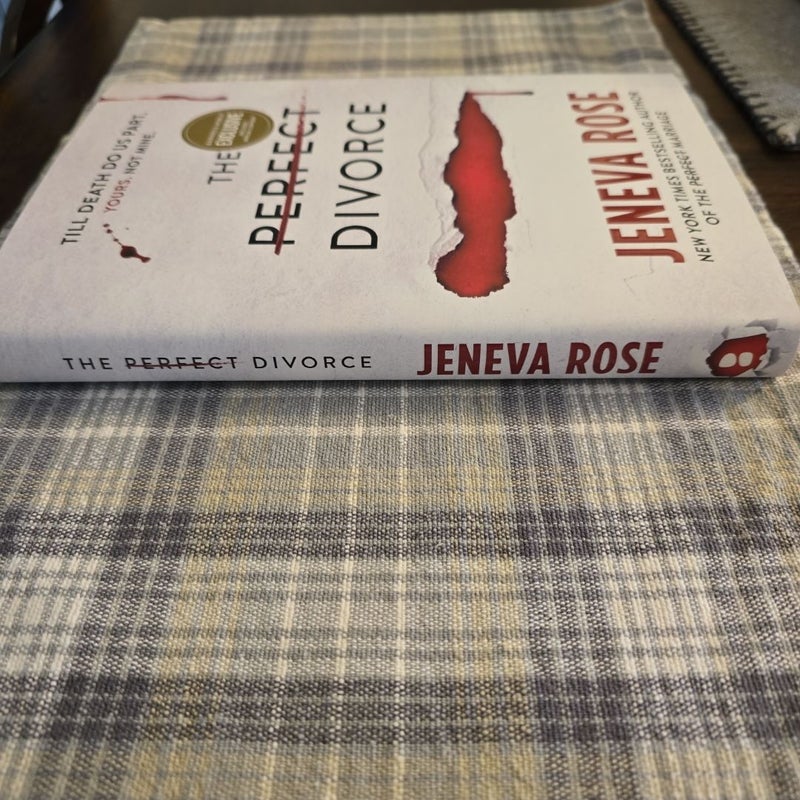 TILL DEATH DO US PART.
YOURS. NOT MINE.
EXCLUSIVE
THE
PERFECT
DIVORCE
JENEVA ROSE
NEW YORK TIMES BESTSELLING AUTHOR
OF THE PERFECT MARRIAGE
THE PERFECT DIVORCE JENEVA ROSE